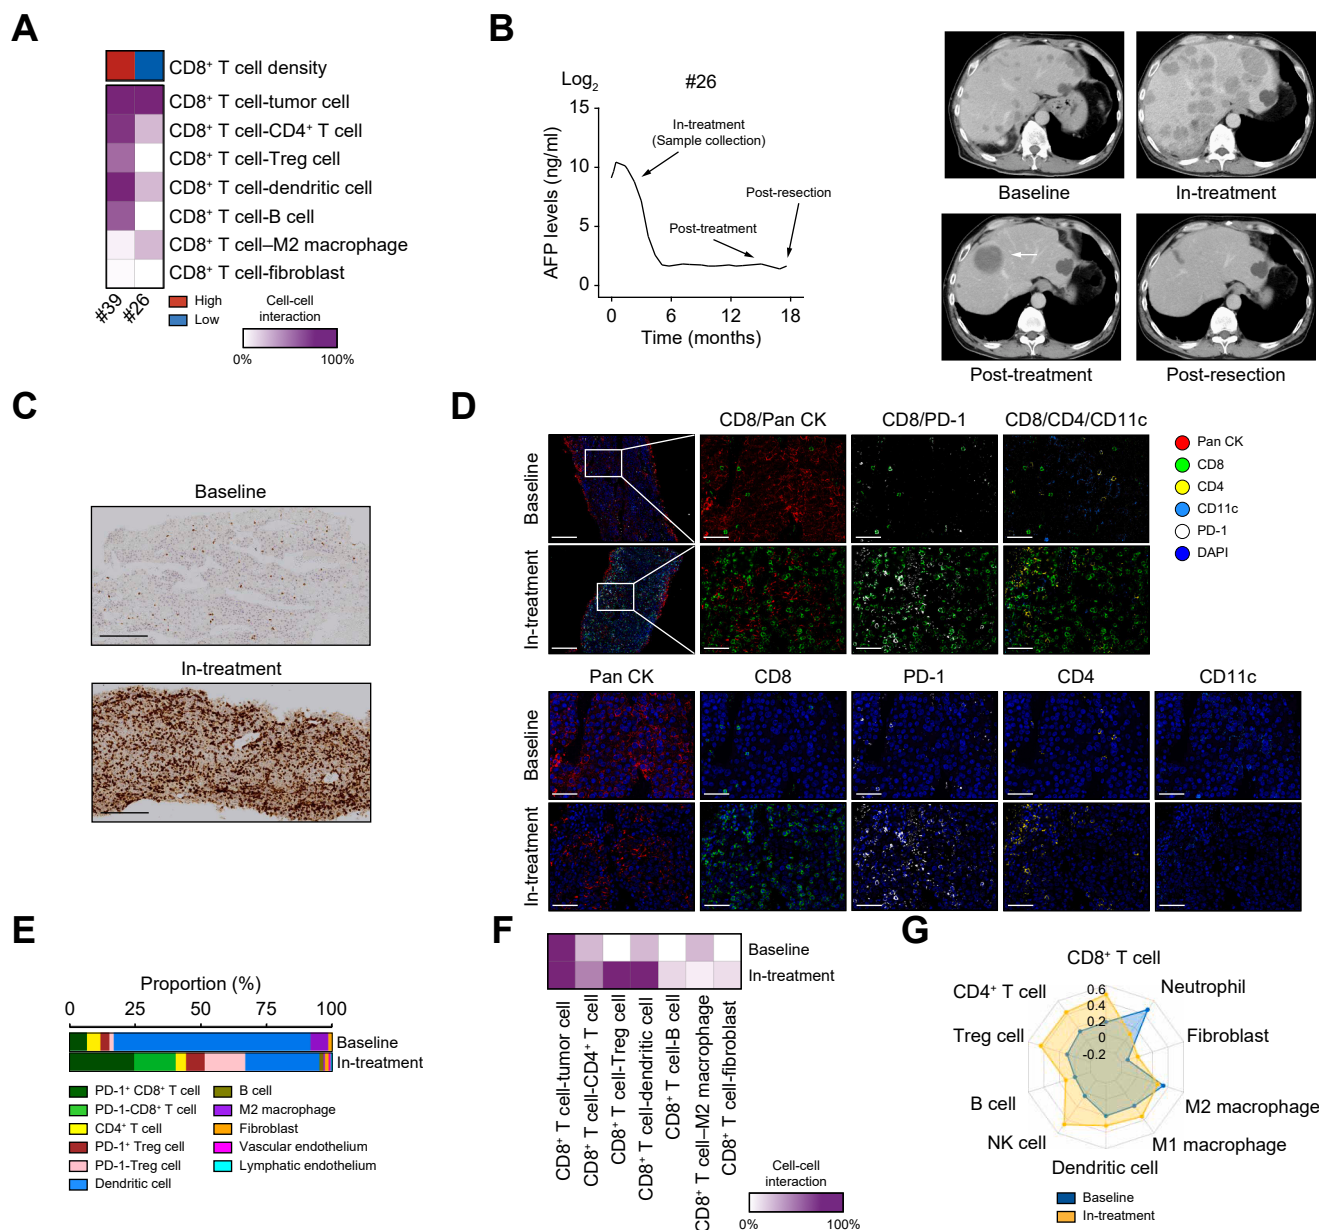 A
CD8⁺ T cell density
CD8⁺ T cell-tumor cell
CD8⁺ T cell-CD4⁺ T cell
CD8⁺ T cell-Treg cell
CD8⁺ T cell-dendritic cell
CD8⁺ T cell-B cell
CD8⁺ T cell–M2 macrophage
CD8⁺ T cell-fibroblast
#39
#26
High
Low
Cell-cell
interaction
0%
100%
B
Log₂
#26
AFP levels (ng/ml)
15
10
5
0
In-treatment
(Sample collection)
Post-treatment
Post-resection
0
6
12
18
Time (months)
Baseline
In-treatment
Post-treatment
Post-resection
C
Baseline
In-treatment
D
CD8/Pan CK
CD8/PD-1
CD8/CD4/CD11c
Baseline
In-treatment
Pan CK
CD8
CD4
CD11c
PD-1
DAPI
Pan CK
CD8
PD-1
CD4
CD11c
Baseline
In-treatment
E
Proportion (%)
0
25
50
75
100
Baseline
In-treatment
PD-1⁺ CD8⁺ T cell
PD-1-CD8⁺ T cell
CD4⁺ T cell
PD-1⁺ Treg cell
PD-1-Treg cell
Dendritic cell
B cell
M2 macrophage
Fibroblast
Vascular endothelium
Lymphatic endothelium
F
Baseline
In-treatment
CD8⁺ T cell-tumor cell
CD8⁺ T cell-CD4⁺ T cell
CD8⁺ T cell-Treg cell
CD8⁺ T cell-dendritic cell
CD8⁺ T cell-B cell
CD8⁺ T cell–M2 macrophage
CD8⁺ T cell-fibroblast
Cell-cell
interaction
0%
100%
G
CD8⁺ T cell
Neutrophil
Fibroblast
M2 macrophage
M1 macrophage
Dendritic cell
NK cell
B cell
Treg cell
CD4⁺ T cell
0.6
0.4
0.2
0
-0.2
Baseline
In-treatment